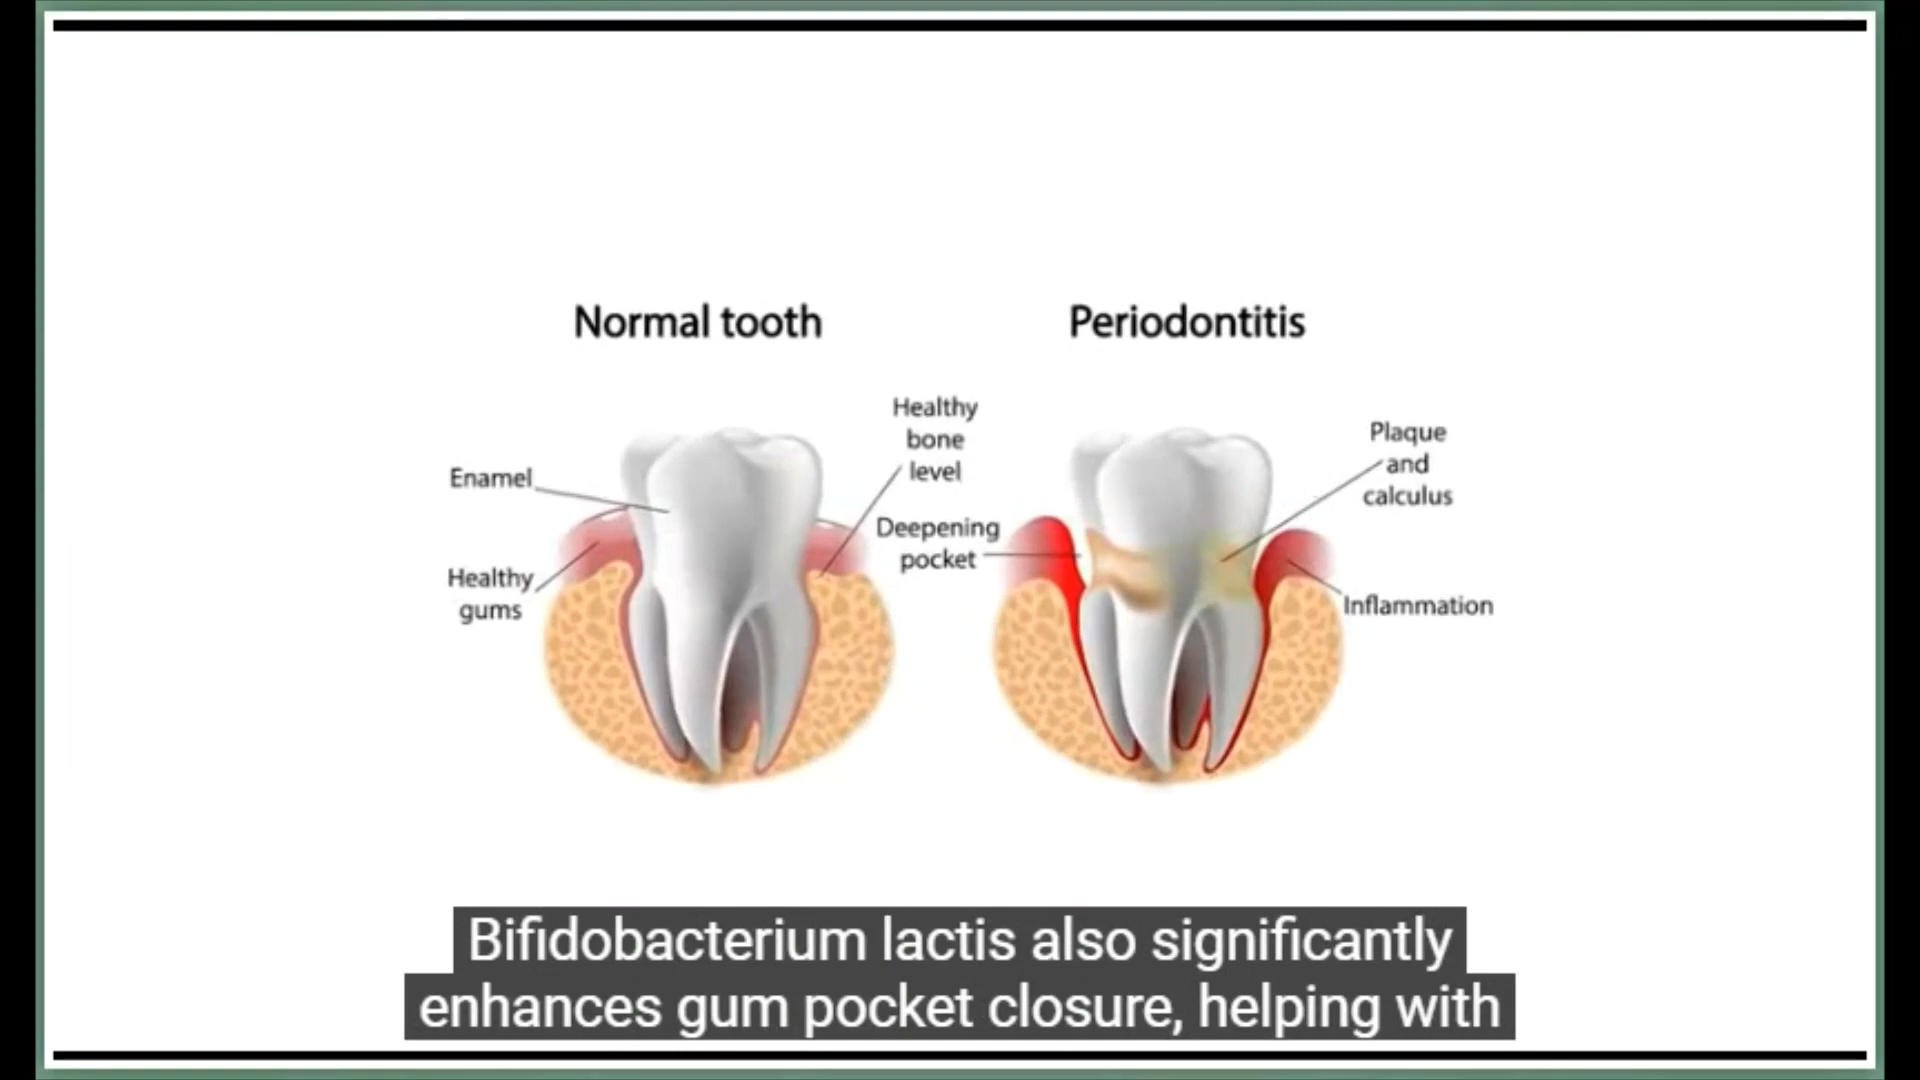 Normal tooth
Periodontitis
Enamel
Healthy
gums
Healthy
bone
level
Deepening
pocket
Plaque
and
calculus
Inflammation
Bifidobacterium lactis also significantly
enhances gum pocket closure, helping with